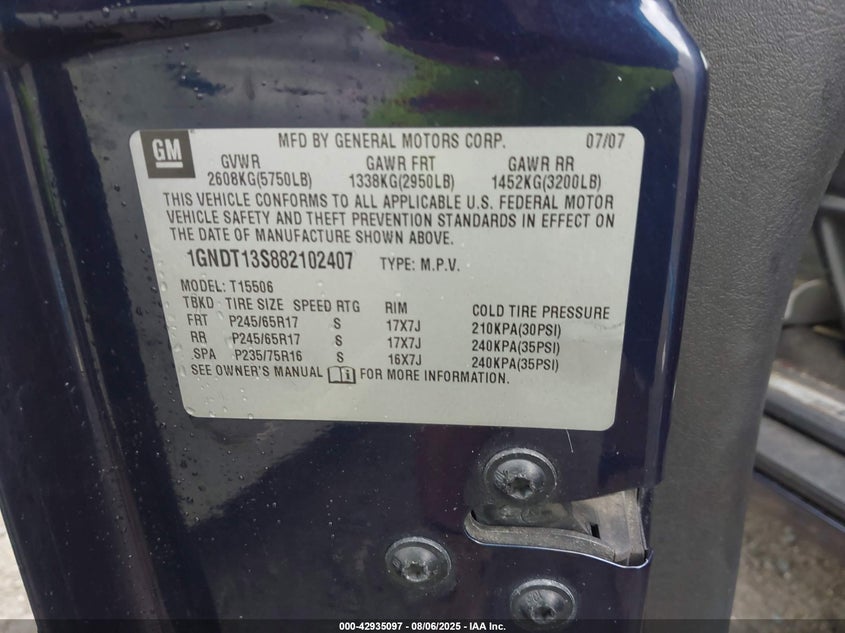 GM
MFD BY GENERAL MOTORS CORP. 07/07
GVWR GAWR FRT GAWR RR
2608KG(5750LB) 1338KG(2950LB) 1452KG(3200LB)
THIS VEHICLE CONFORMS TO ALL APPLICABLE U.S. FEDERAL MOTOR
VEHICLE SAFETY AND THEFT PREVENTION STANDARDS IN EFFECT ON
THE DATE OF MANUFACTURE SHOWN ABOVE.
1GNDT13S882102407 TYPE: M.P.V.
MODEL: T15506
TBKD TIRE SIZE SPEED RTG RIM COLD TIRE PRESSURE
FRT P245/65R17 S 17X7J 210KPA(30PSI)
RR P245/65R17 S 17X7J 240KPA(35PSI)
SPA P235/75R16 S 16X7J 240KPA(35PSI)
SEE OWNER'S MANUAL FOR MORE INFORMATION.
000-42935097 - 08/06/2025 - IAA Inc.